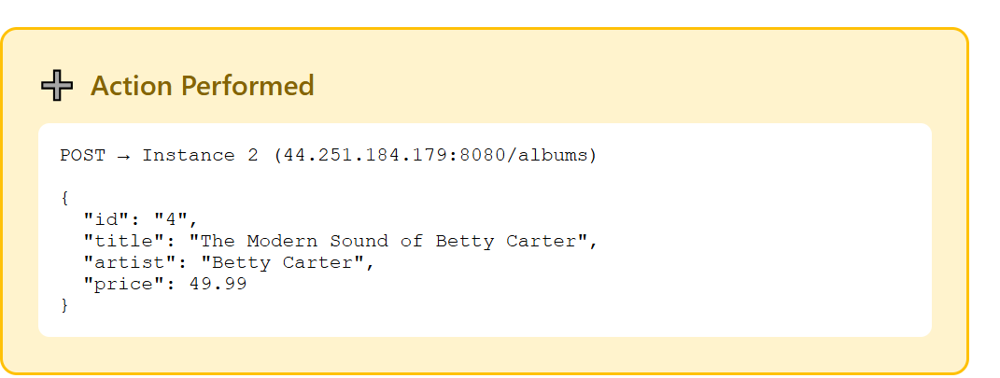 Action Performed
POST → Instance 2 (44.251.184.179:8080/albums)
{
  "id": "4",
  "title": "The Modern Sound of Betty Carter",
  "artist": "Betty Carter",
  "price": 49.99
}